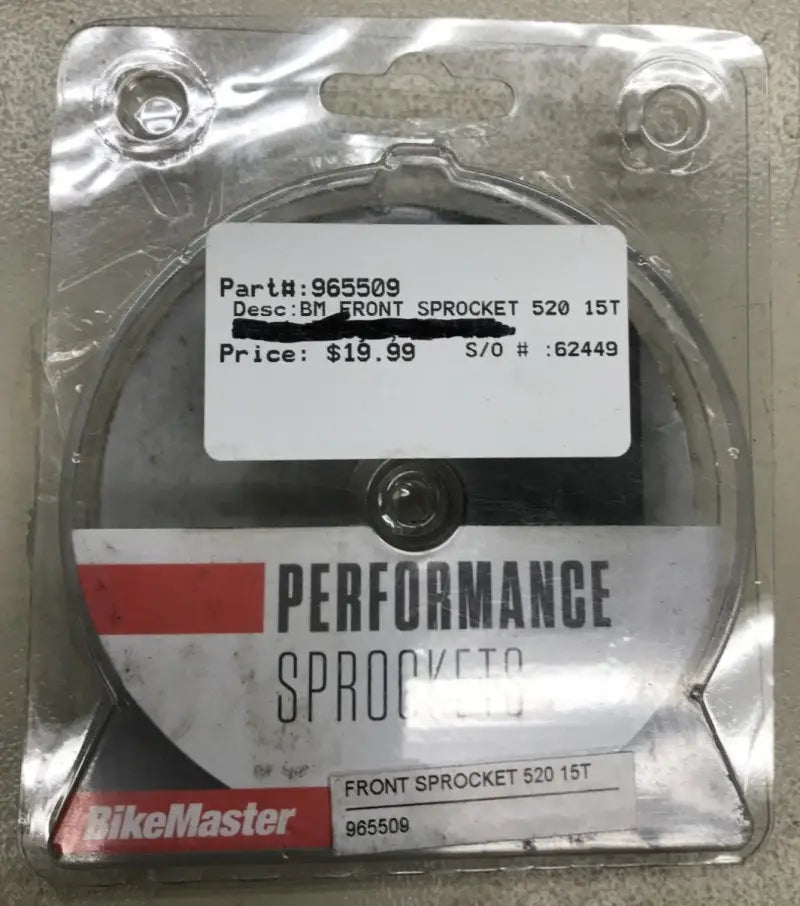 Part#:965509
Desc:BM FRONT SPROCKET 520 15T
Price: $19.99 S/O # :62449
PERFORMANCE
SPROCKETS
BikeMaster
FRONT SPROCKET 520 15T
965509